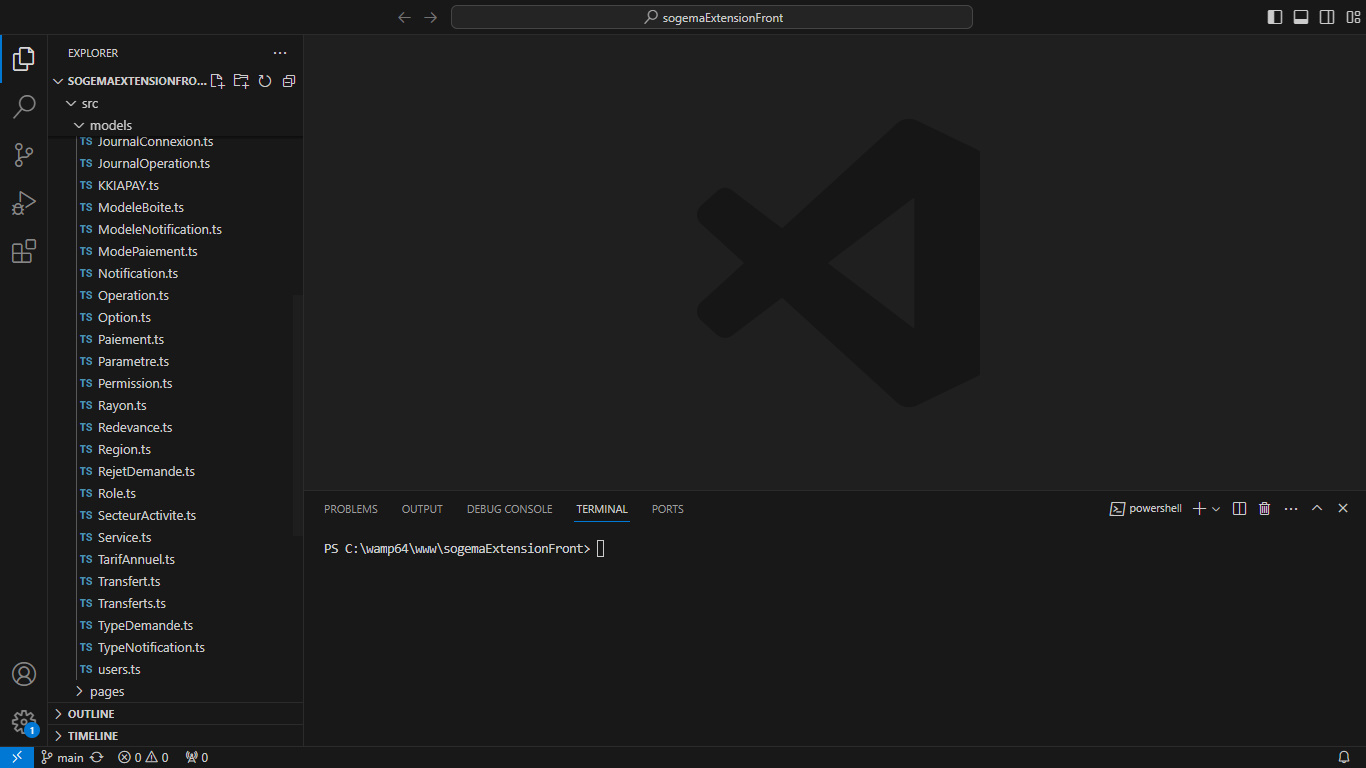 sogemaExtensionFront
EXPLORER
SOGEMAEXTENSIONFRO...
src
models
JournalConnexion.ts
TS JournalOperation.ts
TS KKIAPAY.ts
TS ModeleBoite.ts
TS ModeleNotification.ts
TS ModePaiement.ts
TS Notification.ts
TS Operation.ts
TS Option.ts
TS Paiement.ts
TS Parametre.ts
TS Permission.ts
TS Rayon.ts
TS Redevance.ts
TS Region.ts
TS RejetDemande.ts
TS Role.ts
TS SecteurActivite.ts
TS Service.ts
TS TarifAnnuel.ts
TS Transfert.ts
TS Transferts.ts
TS TypeDemande.ts
TS TypeNotification.ts
TS users.ts
pages
OUTLINE
TIMELINE
PROBLEMS OUTPUT DEBUG CONSOLE TERMINAL PORTS powershell
PS C:\wamp64\www\sogemaExtensionFront>
1
main 0 0 0